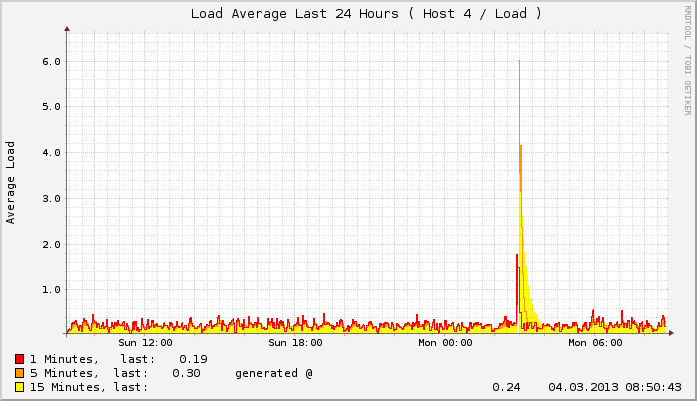 Load Average Last 24 Hours ( Host 4 / Load )
RRDTOOL / TOBI OETIKER
Average Load
6.0
5.0
4.0
3.0
2.0
1.0
Sun 12:00 Sun 18:00 Mon 00:00 Mon 06:00
1 Minutes, last: 0.19
5 Minutes, last: 0.30 generated @
15 Minutes, last: 0.24 04.03.2013 08:50:43